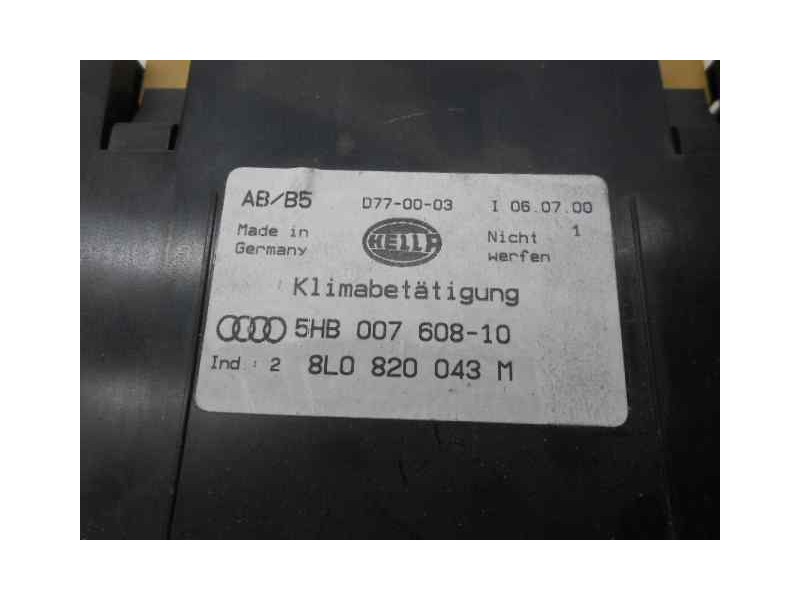 AB/B5 D77-00-03 I 06.07.00
Made in Germany HELLA Nicht werfen 1
Klimabetätigung
5HB 007 608-10
Ind.: 2 8L0 820 043 M